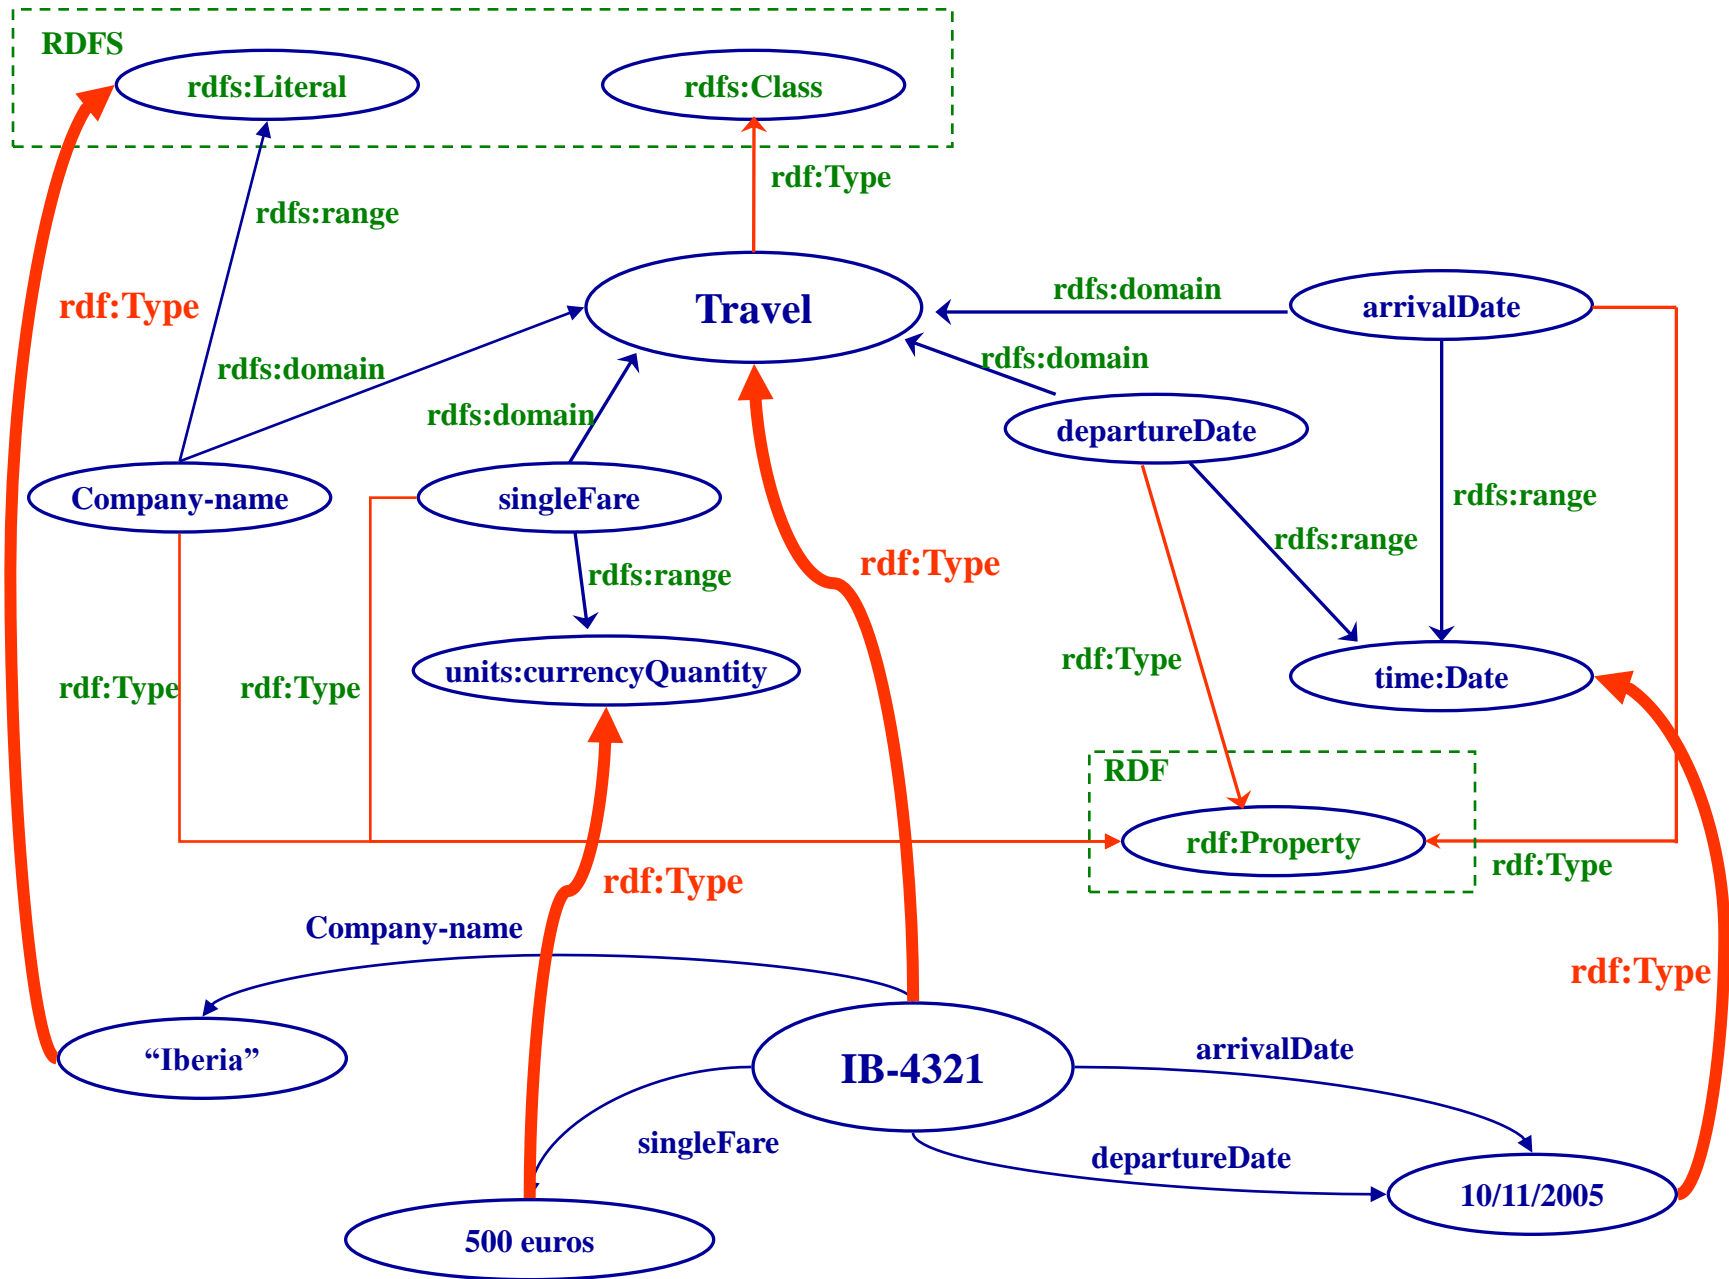 RDFS
rdfs:Literal
rdfs:Class
rdf:Type
rdfs:range
rdf:Type
Travel
rdfs:domain
arrivalDate
rdfs:domain
rdfs:domain
rdfs:domain
departureDate
Company-name
singleFare
rdfs:range
rdfs:range
rdf:Type
rdfs:range
units:currencyQuantity
rdf:Type
time:Date
rdf:Type
rdf:Type
RDF
rdf:Property
rdf:Type
rdf:Type
Company-name
rdf:Type
“Iberia”
IB-4321
arrivalDate
singleFare
departureDate
10/11/2005
500 euros